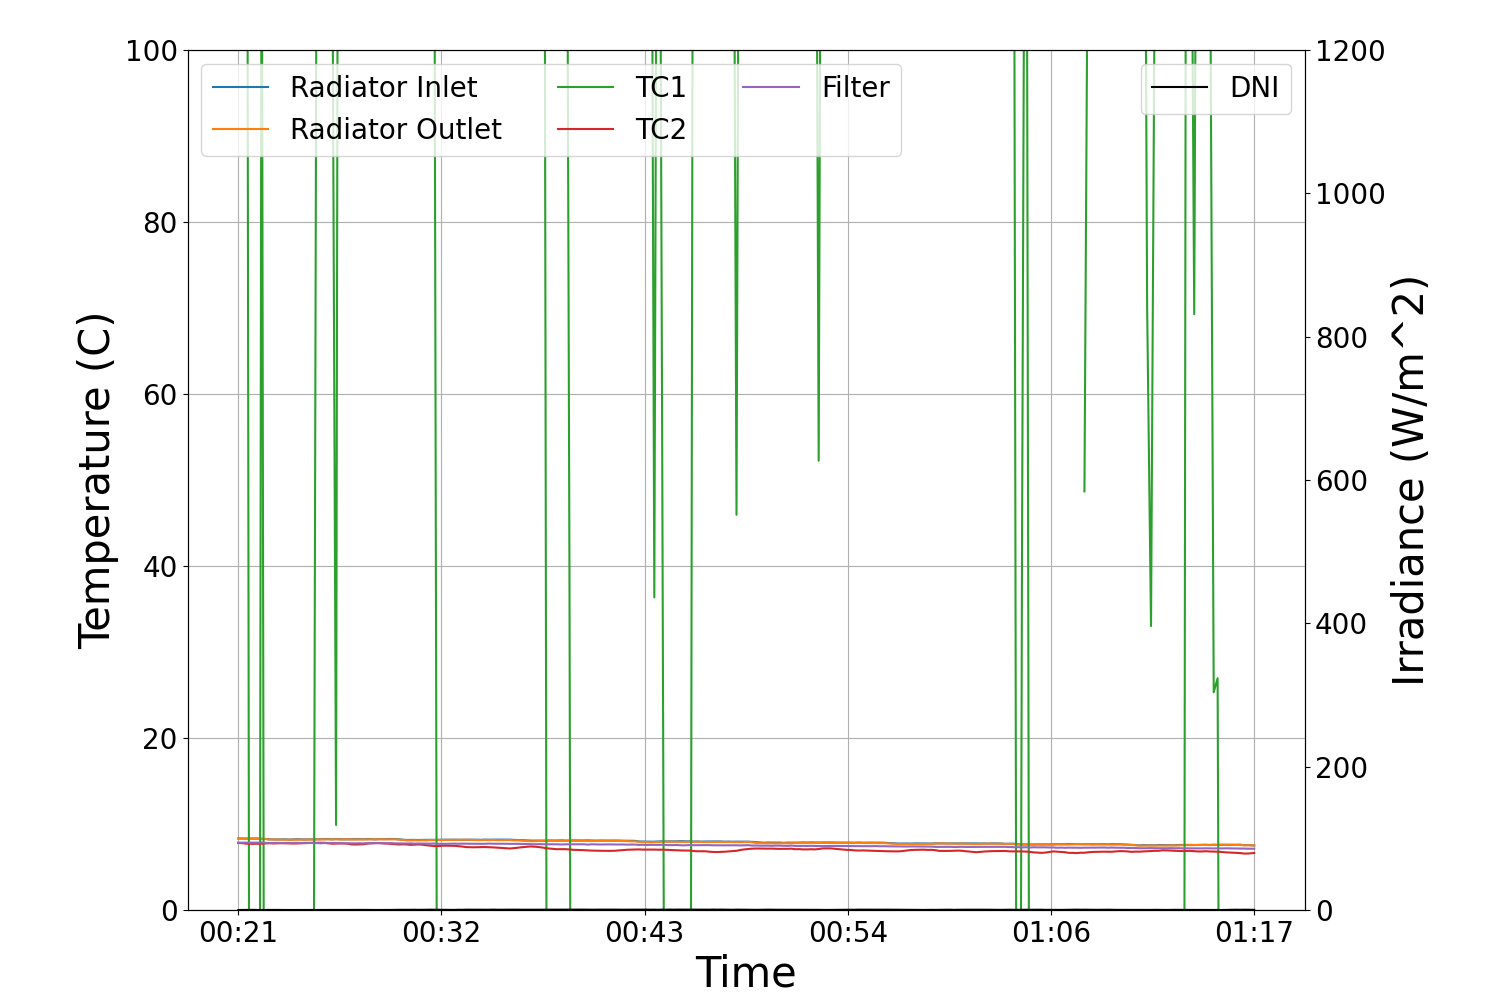 Radiator Inlet
Radiator Outlet
TC1
TC2
Filter
DNI
100
80
60
40
20
0
Temperature (C)
1200
1000
800
600
400
200
0
Irradiance (W/m^2)
00:21 00:32 00:43 00:54 01:06 01:17
Time